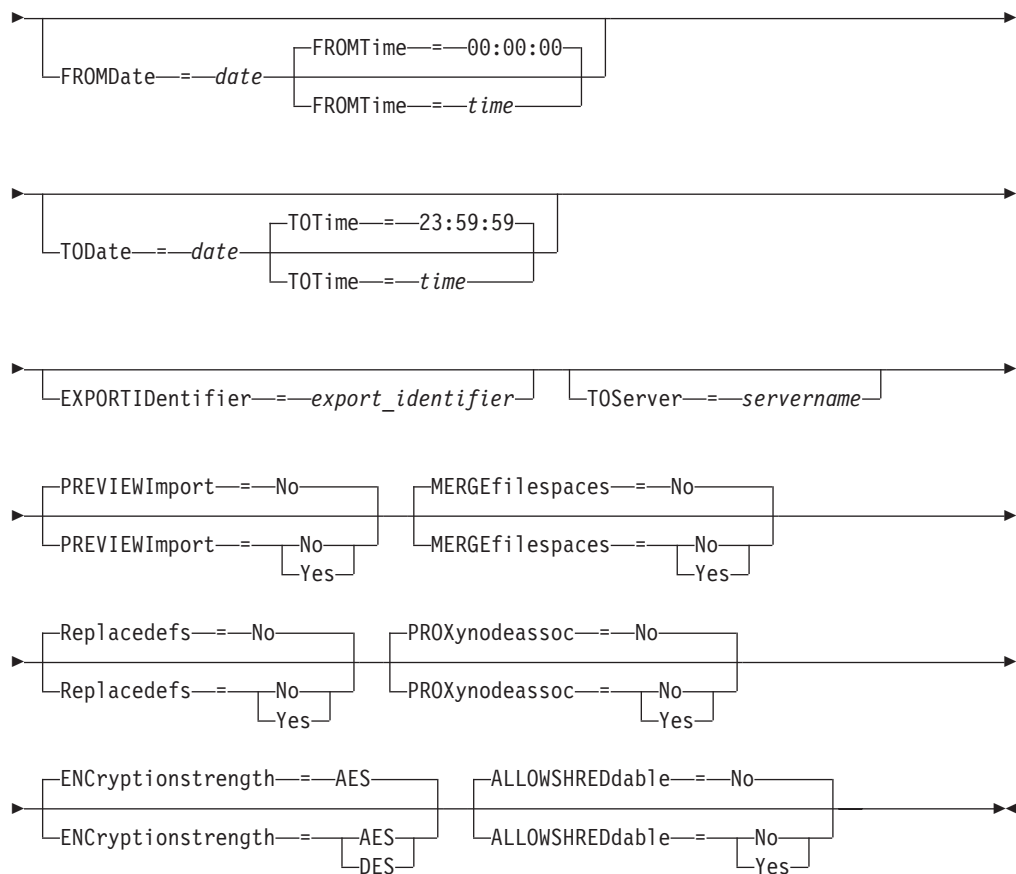 FROMTime = 00:00:00
FROMDate = date
FROMTime = time
TOTime = 23:59:59
TODate = date
TOTime = time
EXPORTIDentifier = export_identifier TOServer = servername
PREVIEWImport = No MERGEfilespaces = No
PREVIEWImport = No MERGEfilespaces = No
Yes Yes
Replacedefs = No PROXynodeassoc = No
Replacedefs = No PROXynodeassoc = No
Yes Yes
ENCryptionstrength = AES ALLOWSHREDdable = No
ENCryptionstrength = AES ALLOWSHREDdable = No
DES Yes